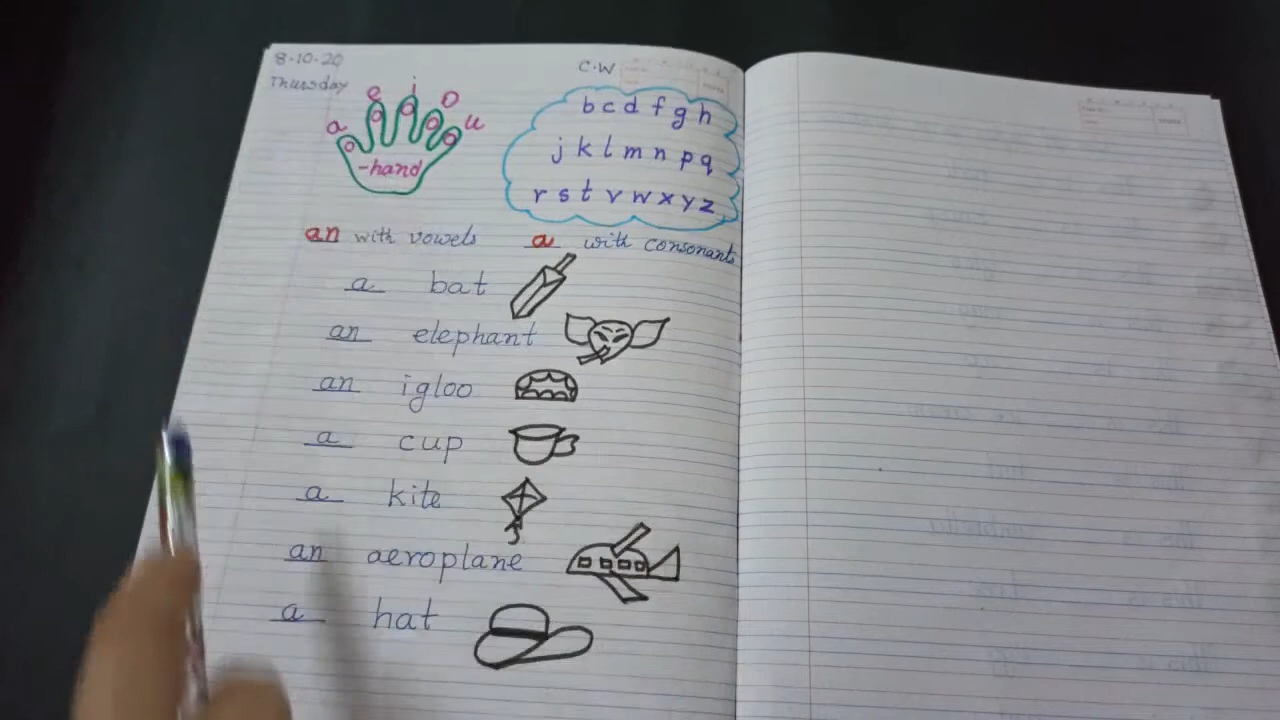 8.10.20
Thursday
C.W
a e i o u
-hand
b c d f g h
j k l m n p q
r s t v w x y z
an with vowels a with consonants
a bat
an elephant
an igloo
a cup
a kite
an aeroplane
a hat